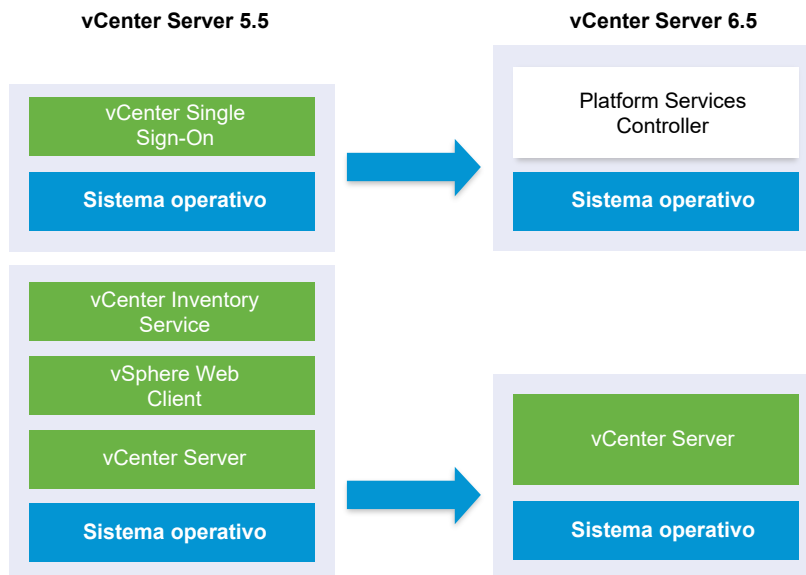 vCenter Server 5.5
vCenter Server 6.5
vCenter Single
Sign-On
Sistema operativo
Platform Services
Controller
Sistema operativo
vCenter Inventory
Service
vSphere Web
Client
vCenter Server
Sistema operativo
vCenter Server
Sistema operativo